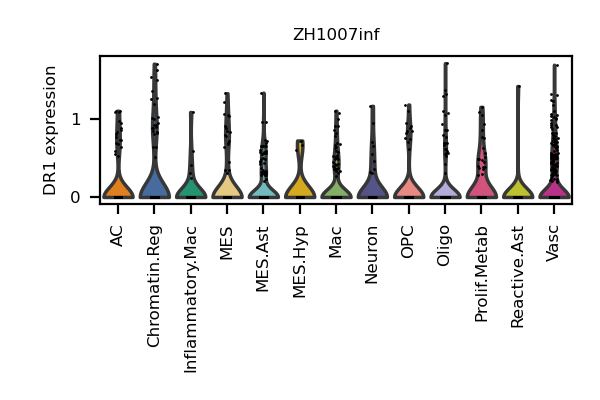 ZH1007inf
DR1 expression
1
0
AC
Chromatin.Reg
Inflammatory.Mac
MES
MES.Ast
MES.Hyp
Mac
Neuron
OPC
Oligo
Prolif.Metab
Reactive.Ast
Vasc